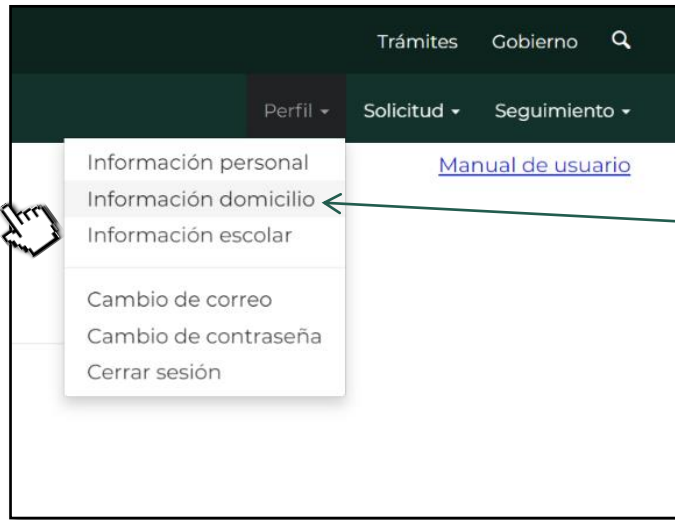 Trámites Gobierno
Perfil Solicitud Seguimiento
Información personal
Manual de usuario
Información domicilio
Información escolar
Cambio de correo
Cambio de contraseña
Cerrar sesión